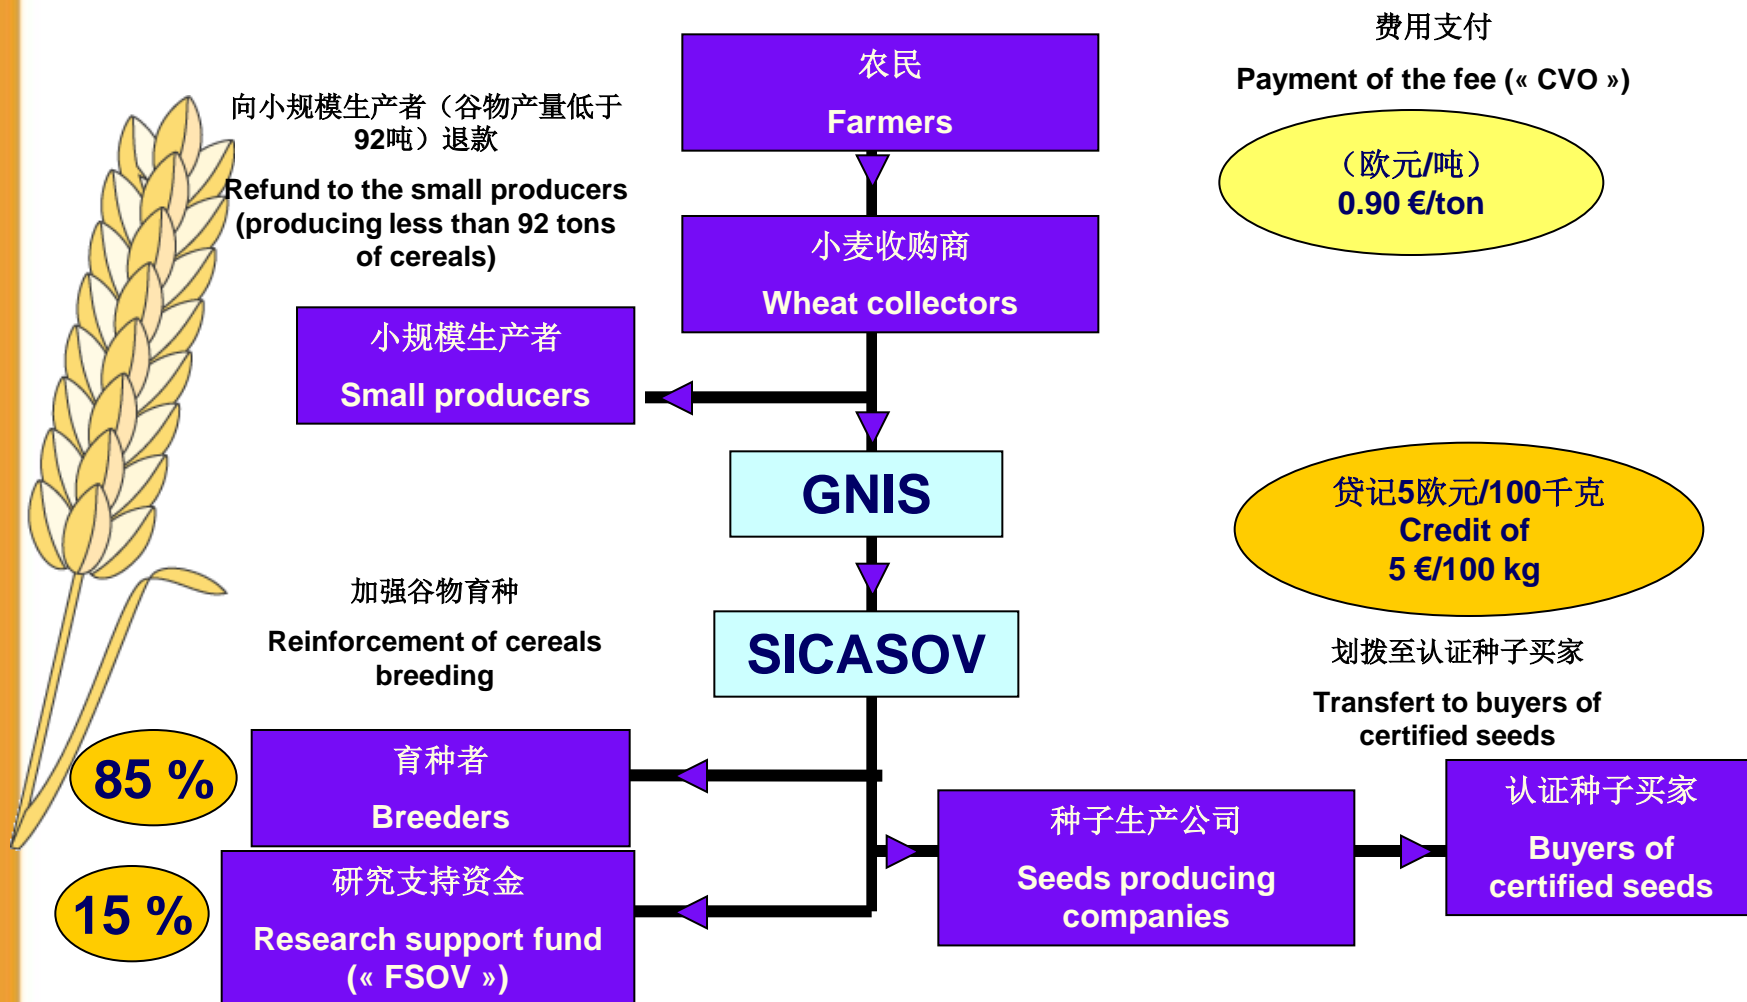 费用支付
Payment of the fee (« CVO »)
农民
Farmers
向小规模生产者（谷物产量低于
92吨）退款
Refund to the small producers
(producing less than 92 tons
of cereals)
（欧元/吨）
0.90 €/ton
小麦收购商
Wheat collectors
小规模生产者
Small producers
GNIS
贷记5欧元/100千克
Credit of
5 €/100 kg
加强谷物育种
Reinforcement of cereals
breeding
SICASOV
划拨至认证种子买家
Transfert to buyers of
certified seeds
85 %
育种者
Breeders
种子生产公司
Seeds producing
companies
认证种子买家
Buyers of
certified seeds
15 %
研究支持资金
Research support fund
(« FSOV »)